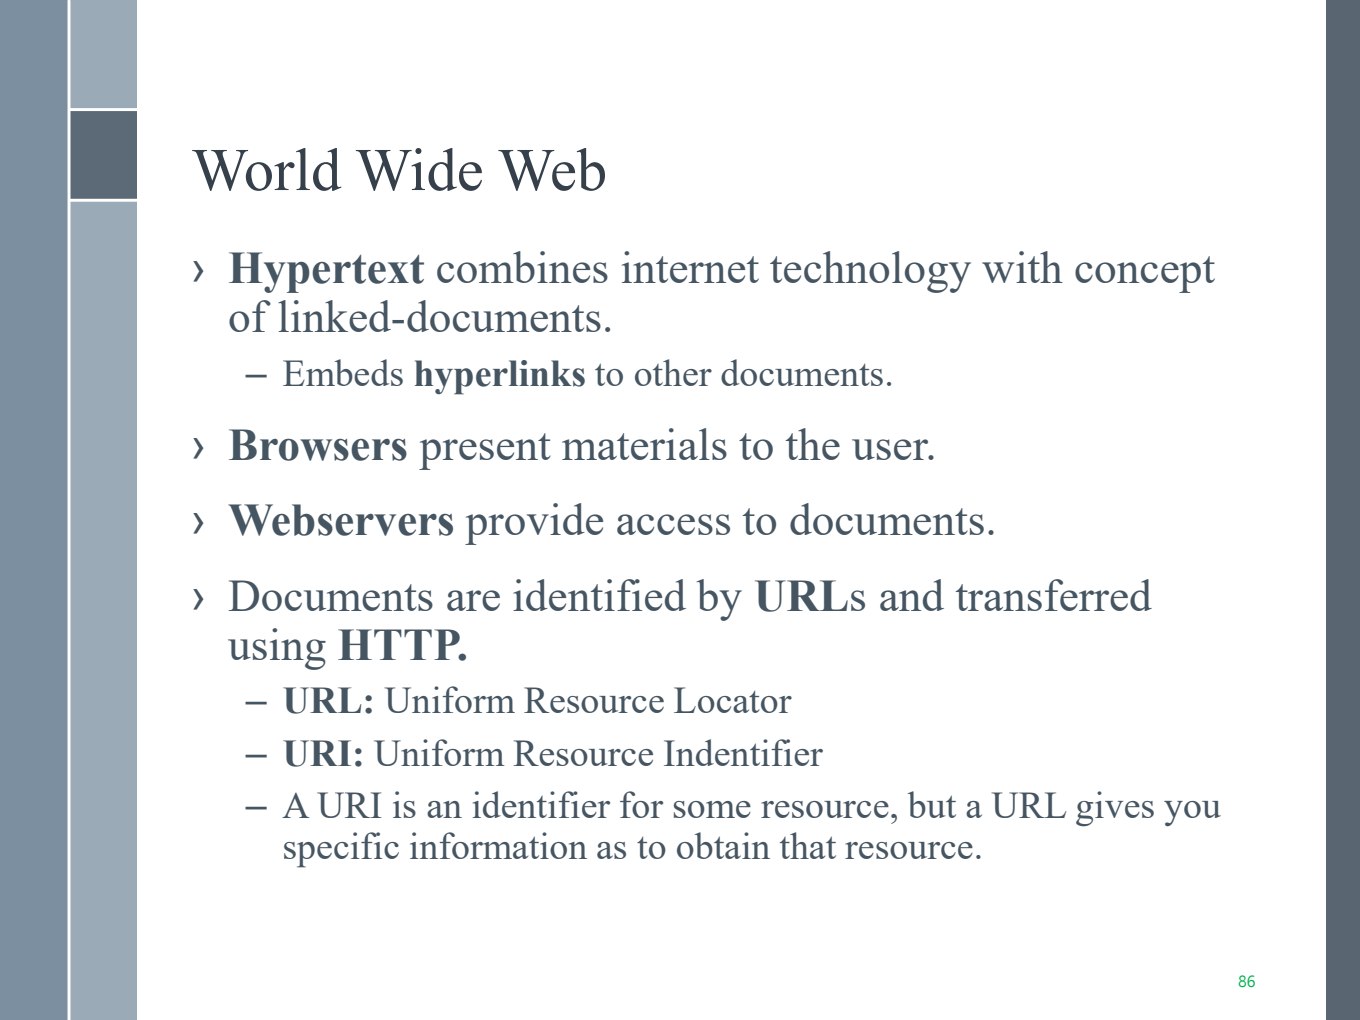 World Wide Web
› Hypertext combines internet technology with concept
of linked-documents.
– Embeds hyperlinks to other documents.
› Browsers present materials to the user.
› Webservers provide access to documents.
› Documents are identified by URLs and transferred
using HTTP.
– URL: Uniform Resource Locator
– URI: Uniform Resource Indentifier
– A URI is an identifier for some resource, but a URL gives you
specific information as to obtain that resource.
86